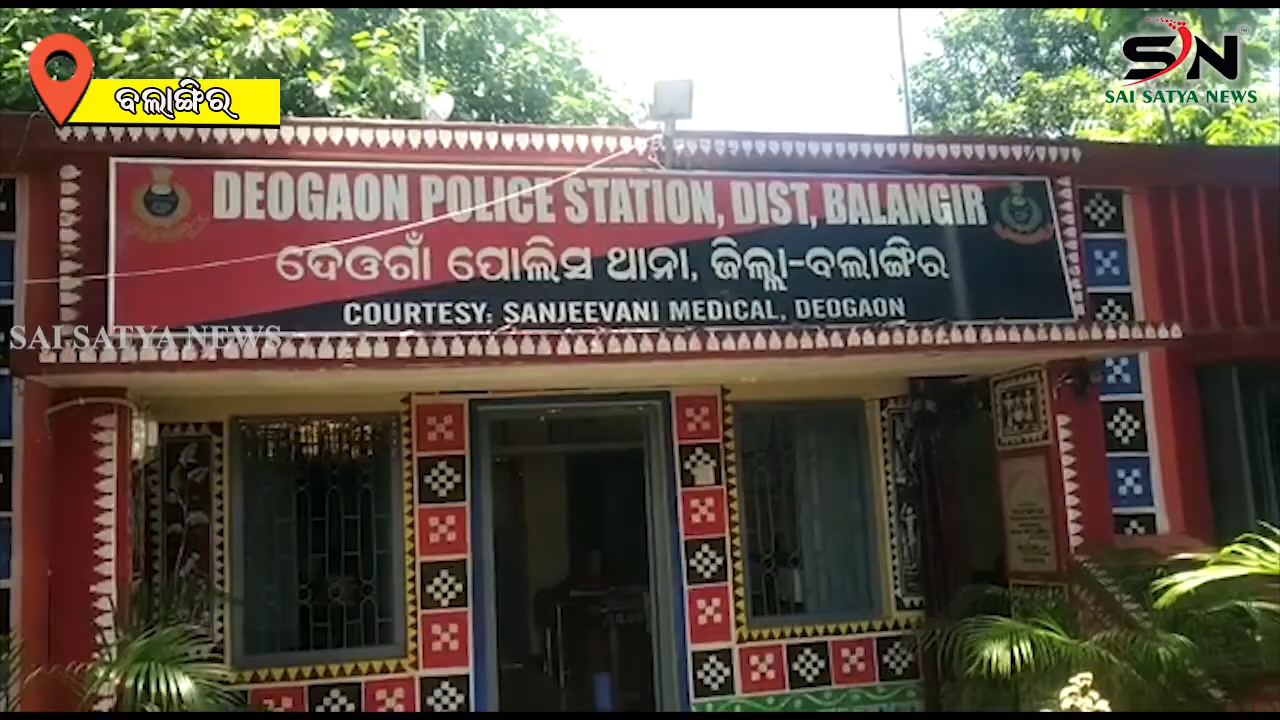 SN
SAI SATYA NEWS
ବଲାଙ୍ଗିର
DEOGAON POLICE STATION, DIST, BALANGIR
ଦେଓଗାଁ ପୋଲିସ ଥାନା, ଜିଲ୍ଲା-ବଲାଙ୍ଗିର
COURTESY: SANJEEVANI MEDICAL, DEOGAON
SAI SATYA NEWS